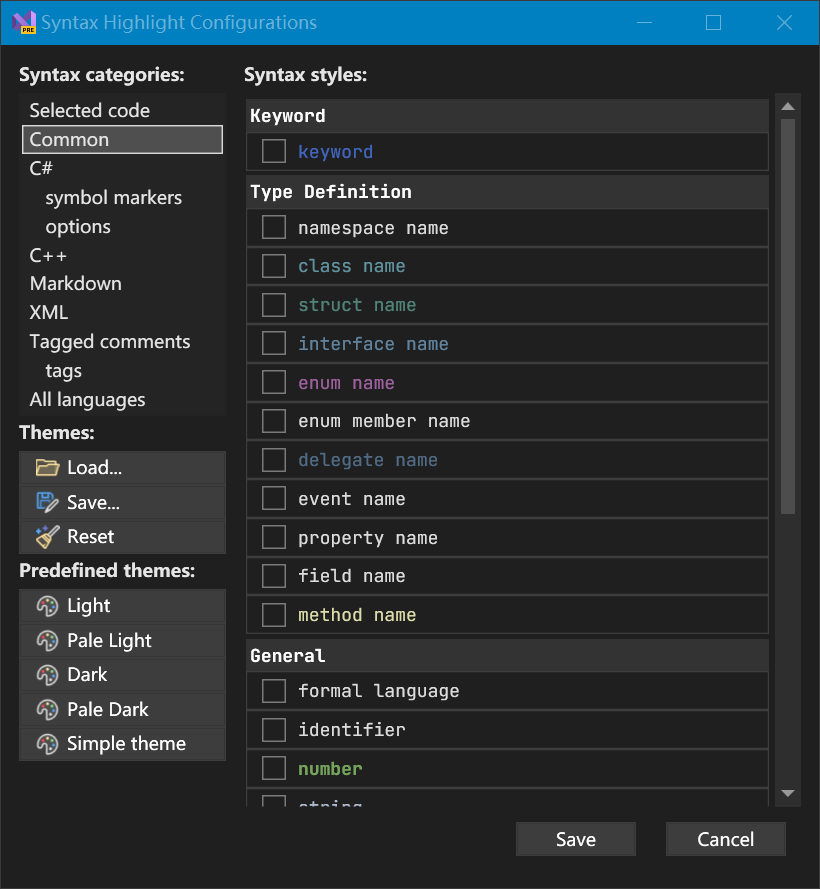 PRE
Syntax Highlight Configurations
Syntax categories:
Selected code
Common
C#
symbol markers
options
C++
Markdown
XML
Tagged comments
tags
All languages
Themes:
Load...
Save...
Reset
Predefined themes:
Light
Pale Light
Dark
Pale Dark
Simple theme
Syntax styles:
Keyword
keyword
Type Definition
namespace name
class name
struct name
interface name
enum name
enum member name
delegate name
event name
property name
field name
method name
General
formal language
identifier
number
string
Save
Cancel